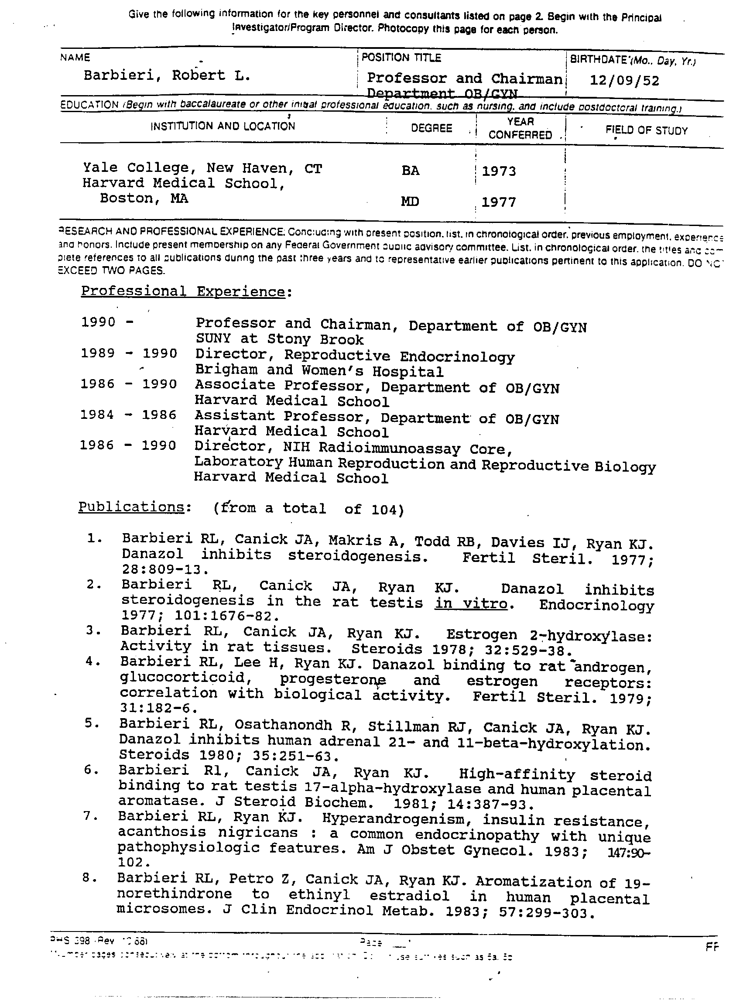 Give the following information for the key personnel and consultants listed on page 2. Begin with the Principal
Investigator/Program Director. Photocopy this page for each person.
NAME
POSITION TITLE
BIRTHDATE (Mo., Day, Yr.)
Barbieri, Robert L.
Professor and Chairman
Department OB/GYN
12/09/52
EDUCATION (Begin with baccalaureate or other initial professional education, such as nursing, and include postdoctoral training.)
INSTITUTION AND LOCATION
DEGREE
YEAR
CONFERRED
FIELD OF STUDY
Yale College, New Haven, CT BA 1973
Harvard Medical School,
Boston, MA MD 1977
RESEARCH AND PROFESSIONAL EXPERIENCE: Concluding with present position, list, in chronological order, previous employment, experience
and honors. Include present membership on any Federal Government public advisory committee. List, in chronological order, the titles and com-
plete references to all publications during the past three years and to representative earlier publications pertinent to this application. DO NOT
EXCEED TWO PAGES.
Professional Experience:
1990 - Professor and Chairman, Department of OB/GYN
SUNY at Stony Brook
1989 - 1990 Director, Reproductive Endocrinology
Brigham and Women's Hospital
1986 - 1990 Associate Professor, Department of OB/GYN
Harvard Medical School
1984 - 1986 Assistant Professor, Department of OB/GYN
Harvard Medical School
1986 - 1990 Director, NIH Radioimmunoassay Core,
Laboratory Human Reproduction and Reproductive Biology
Harvard Medical School
Publications: (from a total of 104)
1. Barbieri RL, Canick JA, Makris A, Todd RB, Davies IJ, Ryan KJ.
Danazol inhibits steroidogenesis. Fertil Steril. 1977;
28:809-13.
2. Barbieri RL, Canick JA, Ryan KJ. Danazol inhibits
steroidogenesis in the rat testis in vitro. Endocrinology
1977; 101:1676-82.
3. Barbieri RL, Canick JA, Ryan KJ. Estrogen 2-hydroxylase:
Activity in rat tissues. Steroids 1978; 32:529-38.
4. Barbieri RL, Lee H, Ryan KJ. Danazol binding to rat androgen,
glucocorticoid, progesterone and estrogen receptors:
correlation with biological activity. Fertil Steril. 1979;
31:182-6.
5. Barbieri RL, Osathanondh R, Stillman RJ, Canick JA, Ryan KJ.
Danazol inhibits human adrenal 21- and 11-beta-hydroxylation.
Steroids 1980; 35:251-63.
6. Barbieri Rl, Canick JA, Ryan KJ. High-affinity steroid
binding to rat testis 17-alpha-hydroxylase and human placental
aromatase. J Steroid Biochem. 1981; 14:387-93.
7. Barbieri RL, Ryan KJ. Hyperandrogenism, insulin resistance,
acanthosis nigricans : a common endocrinopathy with unique
pathophysiologic features. Am J Obstet Gynecol. 1983; 147:90-
102.
8. Barbieri RL, Petro Z, Canick JA, Ryan KJ. Aromatization of 19-
norethindrone to ethinyl estradiol in human placental
microsomes. J Clin Endocrinol Metab. 1983; 57:299-303.
PHS 398 (Rev.
Page
FF